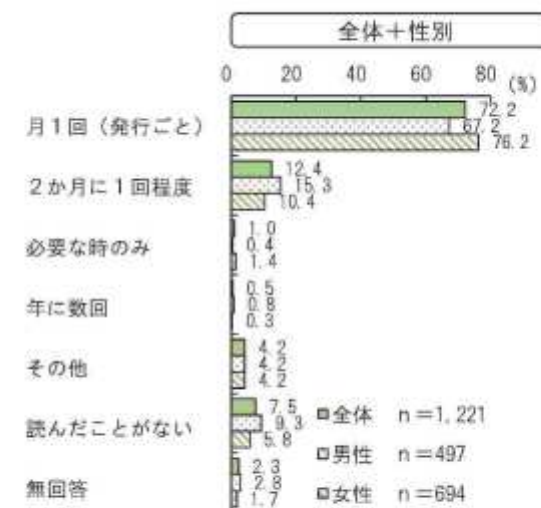 全体＋性別
0 20 40 60 80 (%)
月１回（発行ごと）
72.2
67.2
76.2
２か月に１回程度
12.4
15.3
10.4
必要な時のみ
1.0
0.4
1.4
年に数回
0.5
0.8
0.3
その他
4.2
4.2
4.2
読んだことがない
7.5
9.3
5.8
無回答
2.3
2.8
1.7
全体 n＝1,221
男性 n＝497
女性 n＝694